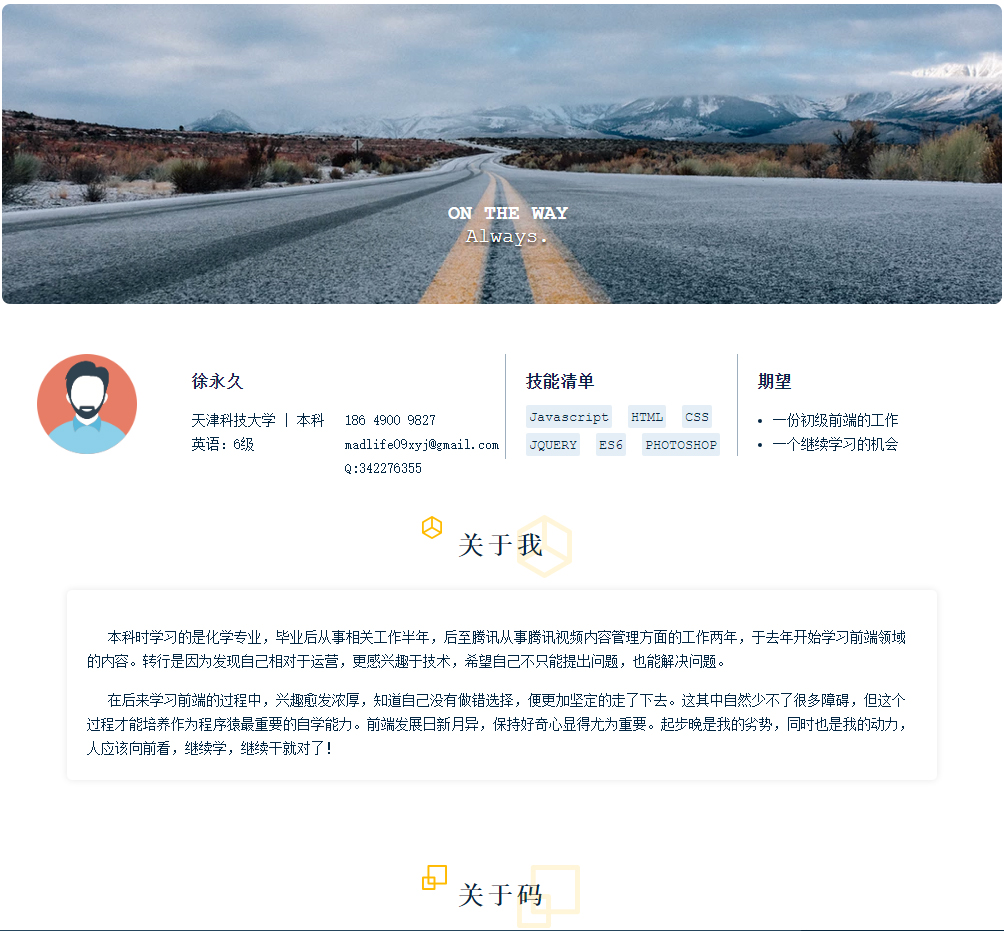 ON THE WAY
Always.
徐永久
天津科技大学 | 本科
英语：6级
186 4900 9827
madlife09xyj@gmail.com
Q:342276355
技能清单
Javascript HTML CSS
JQUERY ES6 PHOTOSHOP
期望
• 一份初级前端的工作
• 一个继续学习的机会
关于我
本科时学习的是化学专业，毕业后从事相关工作半年，后至腾讯从事腾讯视频内容管理方面的工作两年，于去年开始学习前端领域
的内容。转行是因为发现自己相对于运营，更感兴趣于技术，希望自己不只能提出问题，也能解决问题。
在后来学习前端的过程中，兴趣愈发浓厚，知道自己没有做错选择，便更加坚定的走了下去。这其中自然少不了很多障碍，但这个
过程才能培养作为程序猿最重要的自学能力。前端发展日新月异，保持好奇心显得尤为重要。起步晚是我的劣势，同时也是我的动力，
人应该向前看，继续学，继续干就对了！
关于码